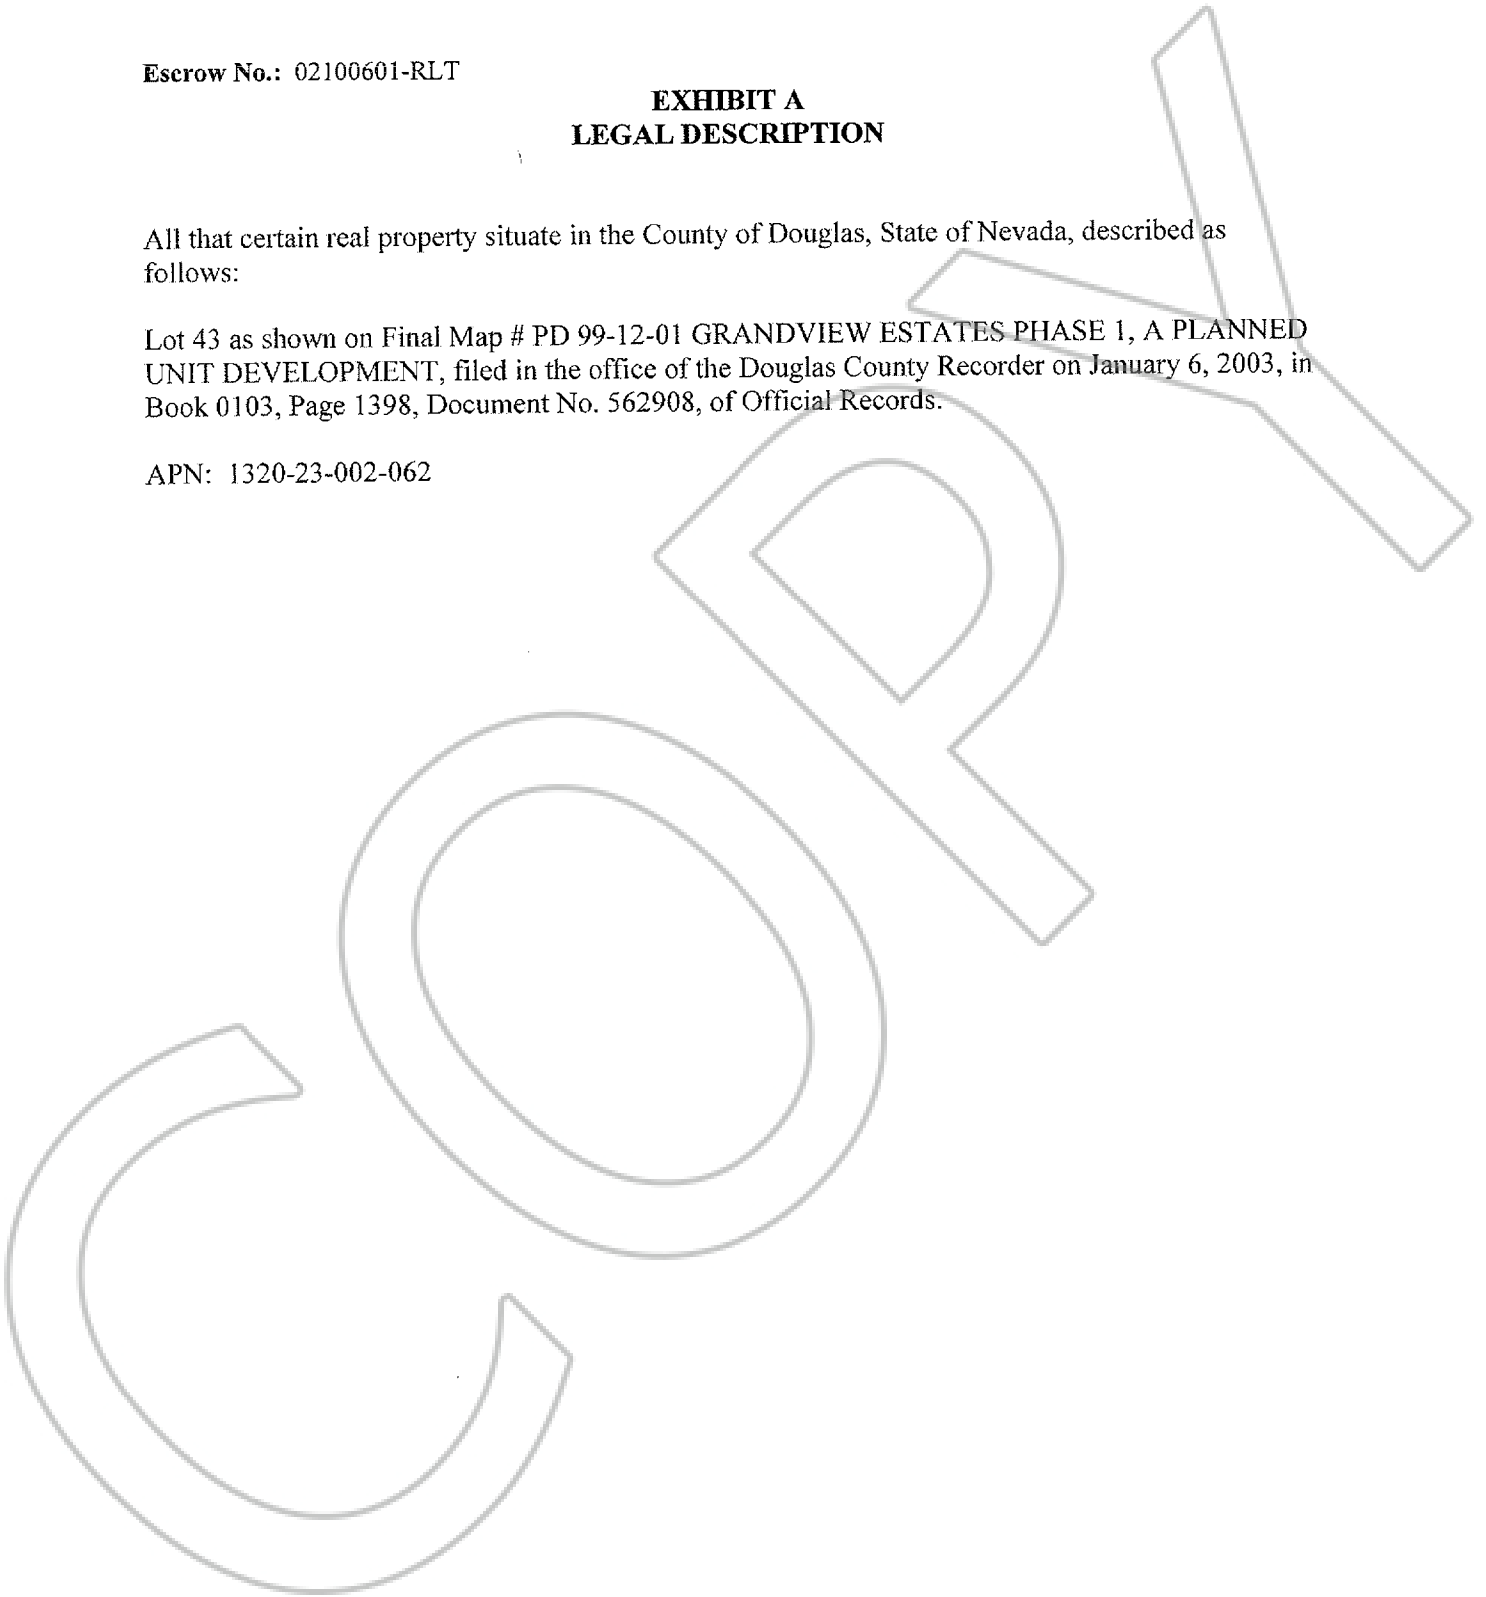 Escrow No.: 02100601-RLT
EXHIBIT A
LEGAL DESCRIPTION
All that certain real property situate in the County of Douglas, State of Nevada, described as
follows:
Lot 43 as shown on Final Map # PD 99-12-01 GRANDVIEW ESTATES PHASE 1, A PLANNED
UNIT DEVELOPMENT, filed in the office of the Douglas County Recorder on January 6, 2003, in
Book 0103, Page 1398, Document No. 562908, of Official Records.
APN: 1320-23-002-062
COPY